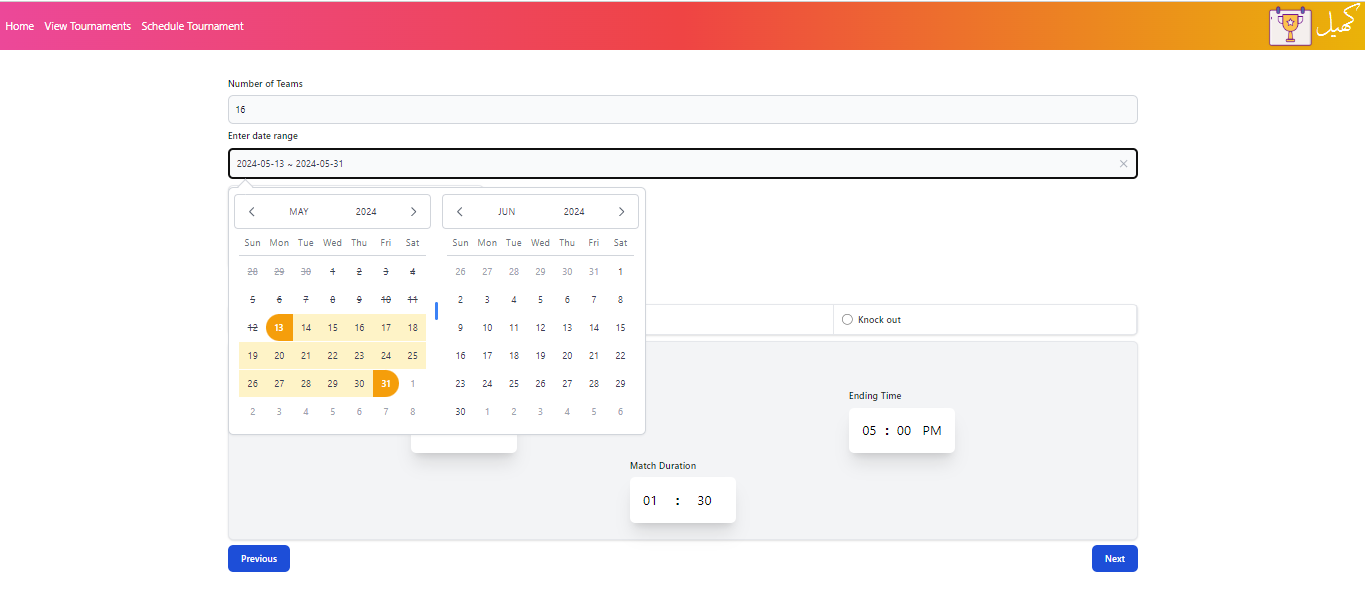 Home View Tournaments Schedule Tournament کھیل
Number of Teams
16
Enter date range
2024-05-13 ~ 2024-05-31
MAY 2024 JUN 2024
Sun Mon Tue Wed Thu Fri Sat Sun Mon Tue Wed Thu Fri Sat
28 29 30 1 2 3 4 26 27 28 29 30 31 1
5 6 7 8 9 10 11 2 3 4 5 6 7 8
12 13 14 15 16 17 18 9 10 11 12 13 14 15
Knock out
19 20 21 22 23 24 25 16 17 18 19 20 21 22
26 27 28 29 30 31 1 23 24 25 26 27 28 29
2 3 4 5 6 7 8 30 1 2 3 4 5 6
Ending Time
05 : 00 PM
Match Duration
01 : 30
Previous Next